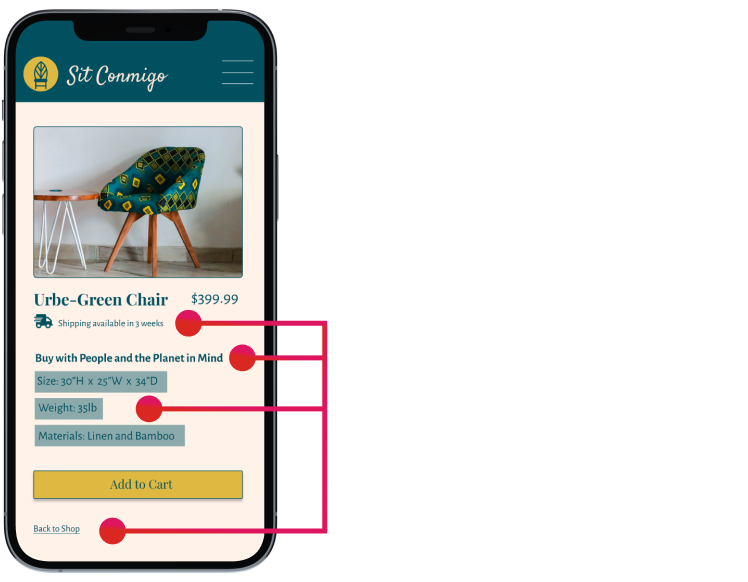 Sit Conmigo
Urbe-Green Chair $399.99
Shipping available in 3 weeks
Buy with People and the Planet in Mind
Size: 30"H x 25"W x 34"D
Weight: 35lb
Materials: Linen and Bamboo
Add to Cart
Back to Shop